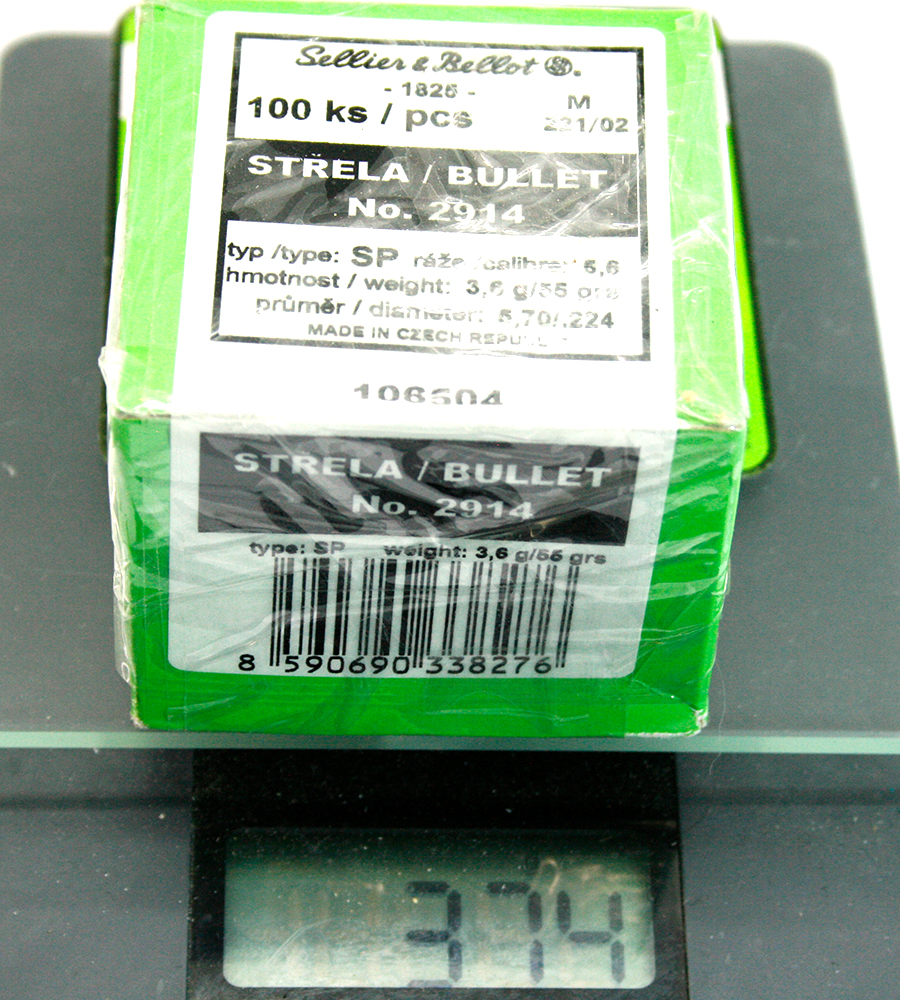 Sellier & Bellot
- 1825 -
100 ks / pcs
M
221/02
STŘELA / BULLET
No. 2914
typ /type: SP ráže /calibre: 5,6
hmotnost / weight: 3,6 g/55 grs
průměr / diameter: 5,70/.224
MADE IN CZECH REPUBLIC
106504
STŘELA / BULLET
No. 2914
type: SP weight: 3,6 g/55 grs
8 590690 338276
374